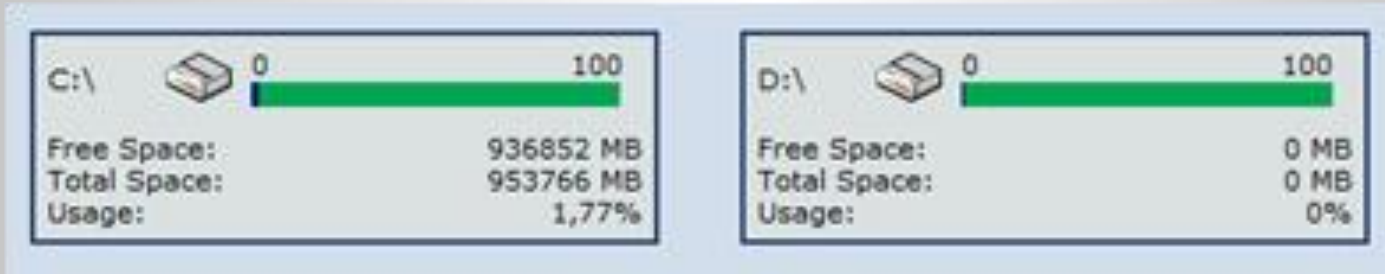 C:\ 0 100
Free Space: 936852 MB
Total Space: 953766 MB
Usage: 1,77%
D:\ 0 100
Free Space: 0 MB
Total Space: 0 MB
Usage: 0%